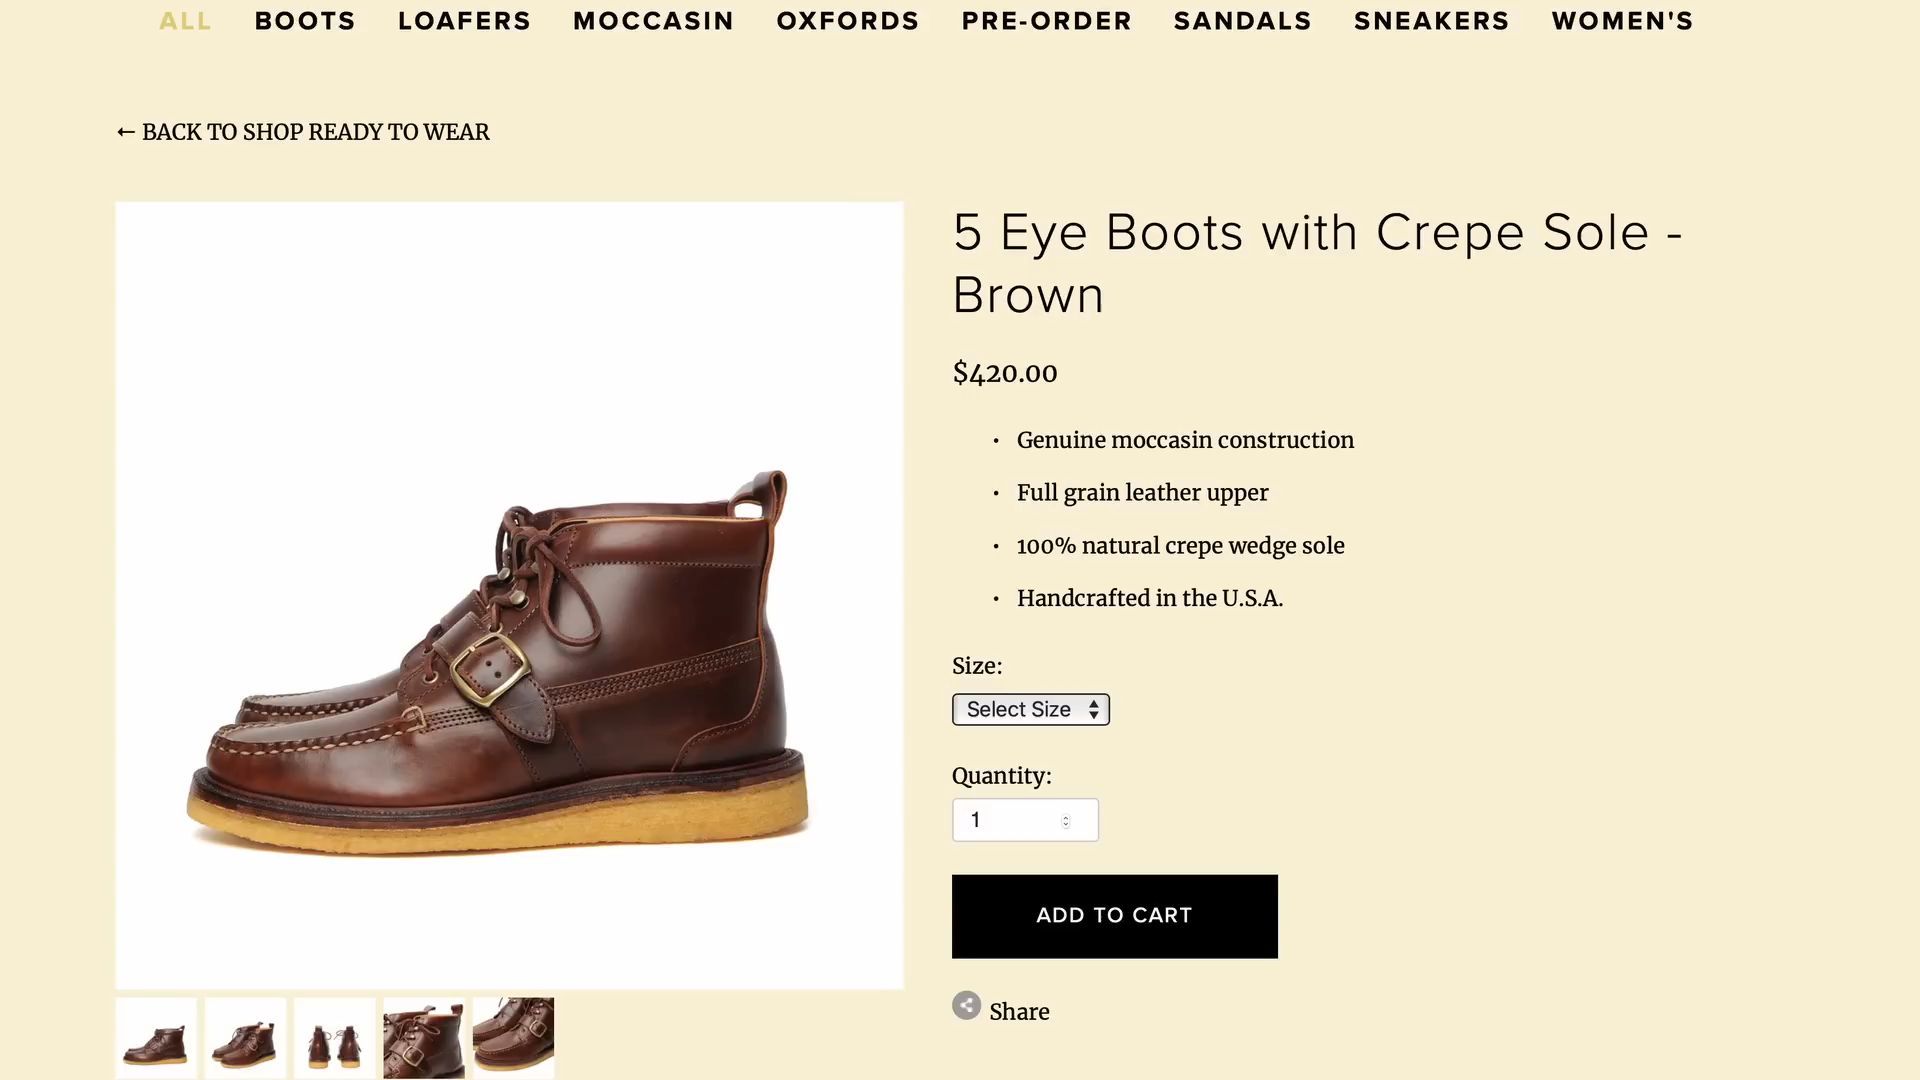 ALL BOOTS LOAFERS MOCCASIN OXFORDS PRE-ORDER SANDALS SNEAKERS WOMEN'S
← BACK TO SHOP READY TO WEAR
5 Eye Boots with Crepe Sole -
Brown
$420.00
• Genuine moccasin construction
• Full grain leather upper
• 100% natural crepe wedge sole
• Handcrafted in the U.S.A.
Size:
Select Size
Quantity:
1
ADD TO CART
Share